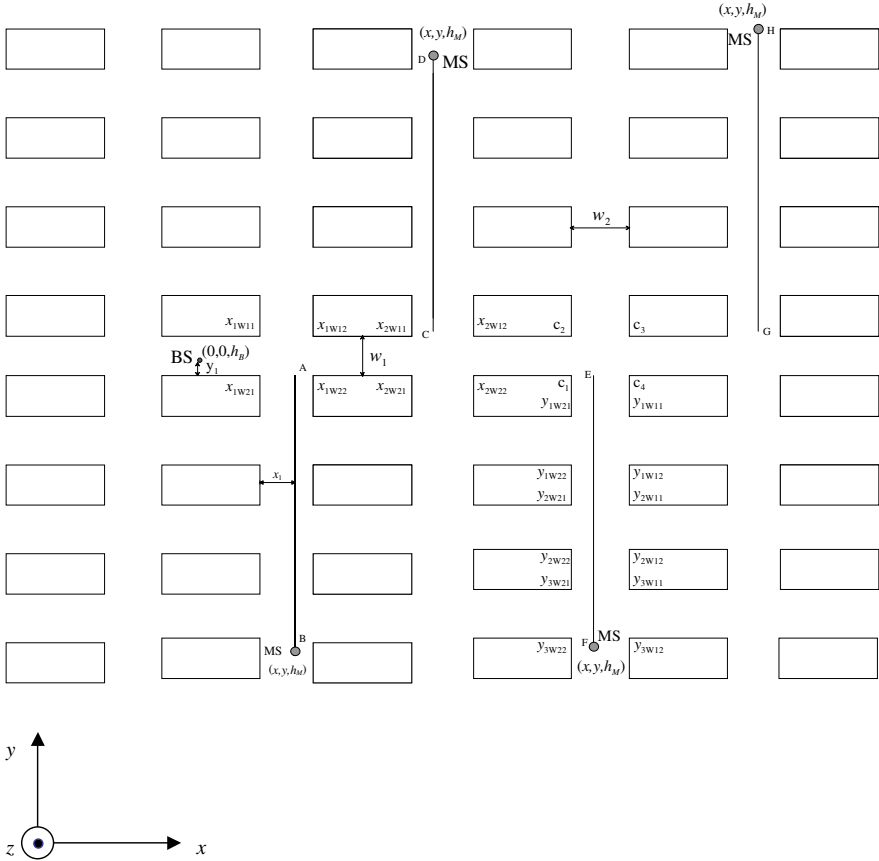 (x,y,h_M)
MS H
(x,y,h_M)
D MS
w_2
x_1W11
x_1W12 x_2W11
x_2W12 c_2
c_3
C
G
BS (0,0,h_B)
y_1
w_1
A
E
x_1W21
x_1W22 x_2W21
x_2W22 c_1
y_1W21
c_4
y_1W11
x_1
y_1W22
y_2W21
y_1W12
y_2W11
y_2W22
y_3W21
y_2W12
y_3W11
B
MS
(x,y,h_M)
F MS
(x,y,h_M)
y_3W22
y_3W12
y
z
x